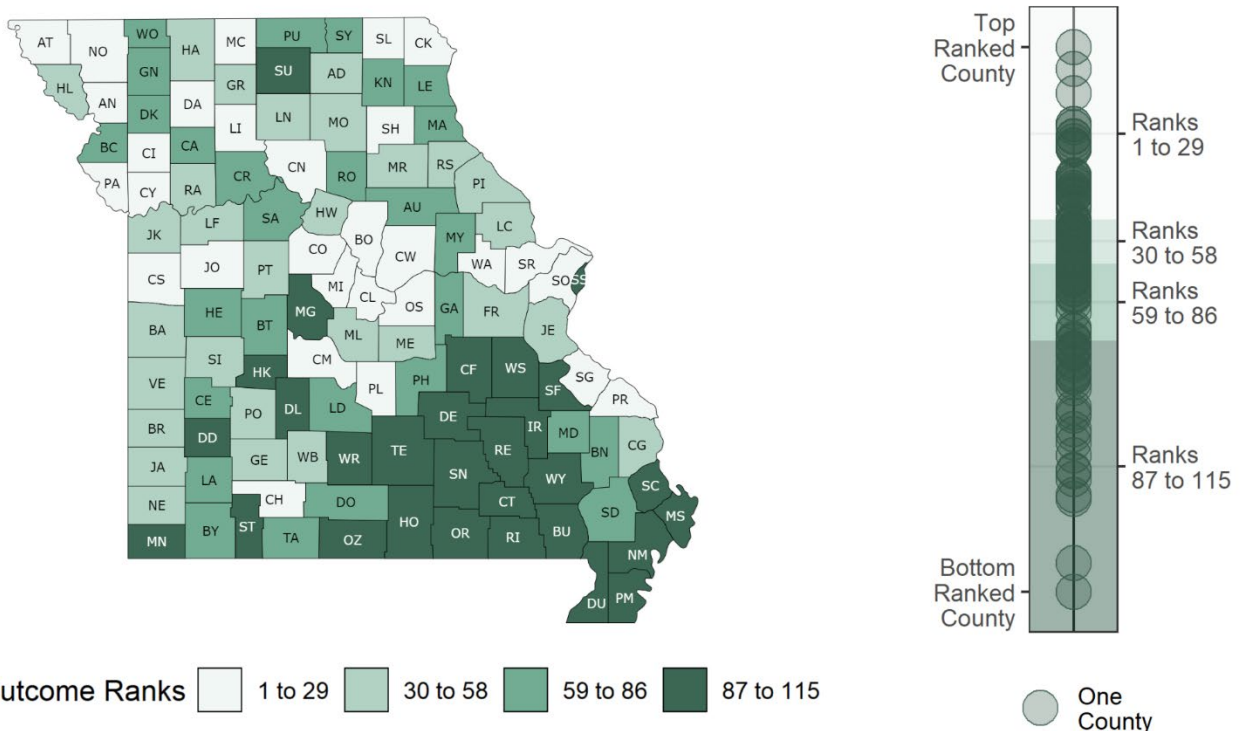 AT NO WO HA MC PU SY SL CK
HL GN GR SU AD KN LE
AN DK DA LN MO MA
BC CI CA LI SH
PA CY RA CR CN RO MR RS PI
JK LF SA HW AU LC
CS JO PT CO BO CW MY WA SR SO SS
MI CL OS
BA HE BT MG ML ME GA FR JE
VE SI HK CM PL PH CF WS SF SG PR
CE PO DL LD DE IR MD
BR DD GE WB WR TE RE BN CG
JA LA SN WY SC
NE BY ST CH DO HO CT SD MS
MN TA OZ OR RI BU NM
DU PM
utcome Ranks 1 to 29 30 to 58 59 to 86 87 to 115
Top
Ranked
County
Ranks
1 to 29
Ranks
30 to 58
Ranks
59 to 86
Ranks
87 to 115
Bottom
Ranked
County
One
County